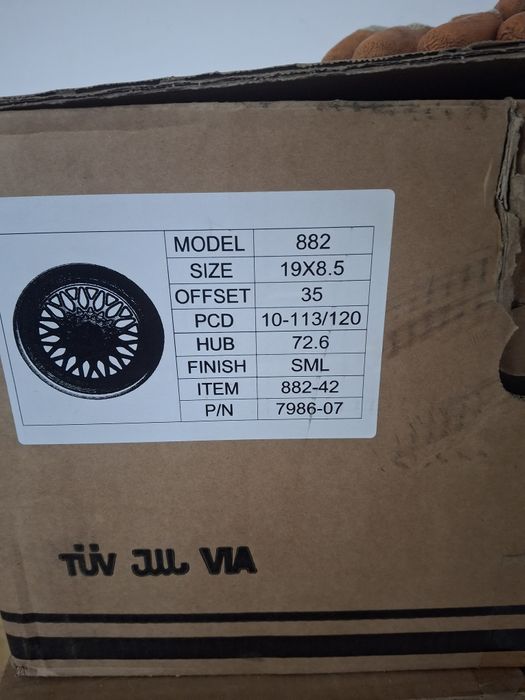 MODEL 882
SIZE 19X8.5
OFFSET 35
PCD 10-113/120
HUB 72.6
FINISH SML
ITEM 882-42
P/N 7986-07
TÜV JWL VIA